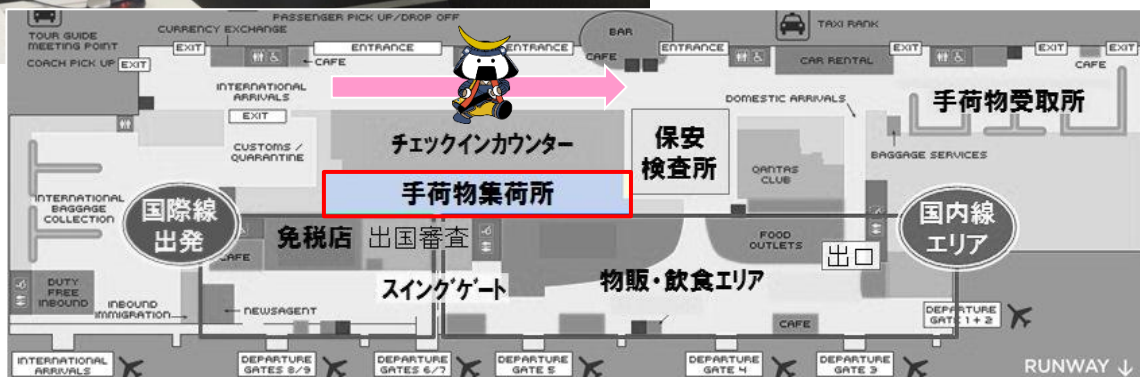 PASSENGER PICK UP/DROP OFF
TOUR GUIDE
MEETING POINT
CURRENCY EXCHANGE
BAR
TAXI RANK
COACH PICK UP
EXIT
EXIT
ENTRANCE
ENTRANCE
ENTRANCE
EXIT
EXIT
EXIT
CAFE
CAFE
CAR RENTAL
CAFE
INTERNATIONAL
ARRIVALS
EXIT
DOMESTIC ARRIVALS
手荷物受取所
チェックインカウンター
保安
検査所
CUSTOMS /
QUARANTINE
BAGGAGE SERVICES
QANTAS
CLUB
手荷物集荷所
INTERNATIONAL
BAGGAGE
COLLECTION
国際線
出発
国内線
エリア
免税店
出国審査
FOOD
OUTLETS
出口
CAFE
スイングゲート
物販・飲食エリア
DUTY
FREE
INBOUND
INBOUND
IMMIGRATION
NEWSAGENT
CAFE
DEPARTURE
GATE 1 + 2
INTERNATIONAL
ARRIVALS
DEPARTURE
GATES 8/9
DEPARTURE
GATES 6/7
DEPARTURE
GATE 5
DEPARTURE
GATE 4
DEPARTURE
GATE 3
RUNWAY ↓